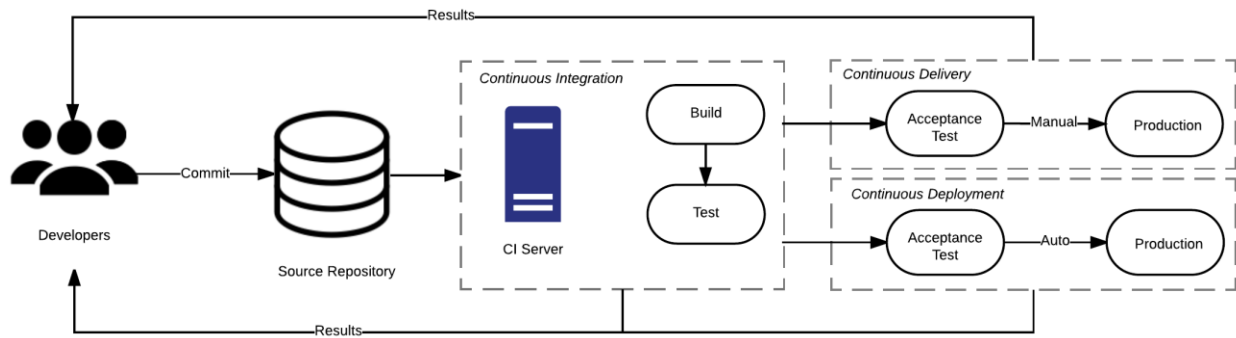 Results
Continuous Integration
Continuous Delivery
Build
Acceptance
Test
Manual
Production
Commit
Continuous Deployment
Test
Developers
Acceptance
Test
Auto
Production
CI Server
Source Repository
Results